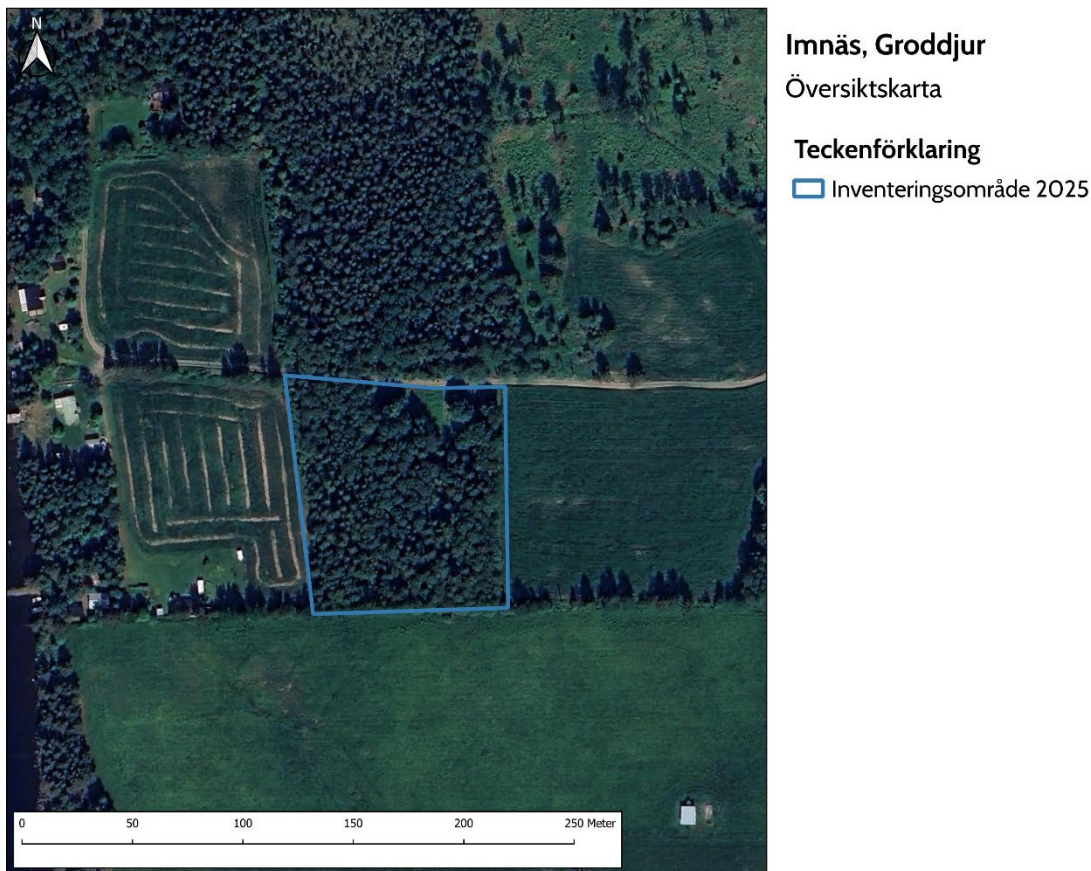 N
Imnäs, Groddjur
Översiktskarta
Teckenförklaring
Inventeringsområde 2025
0 50 100 150 200 250 Meter